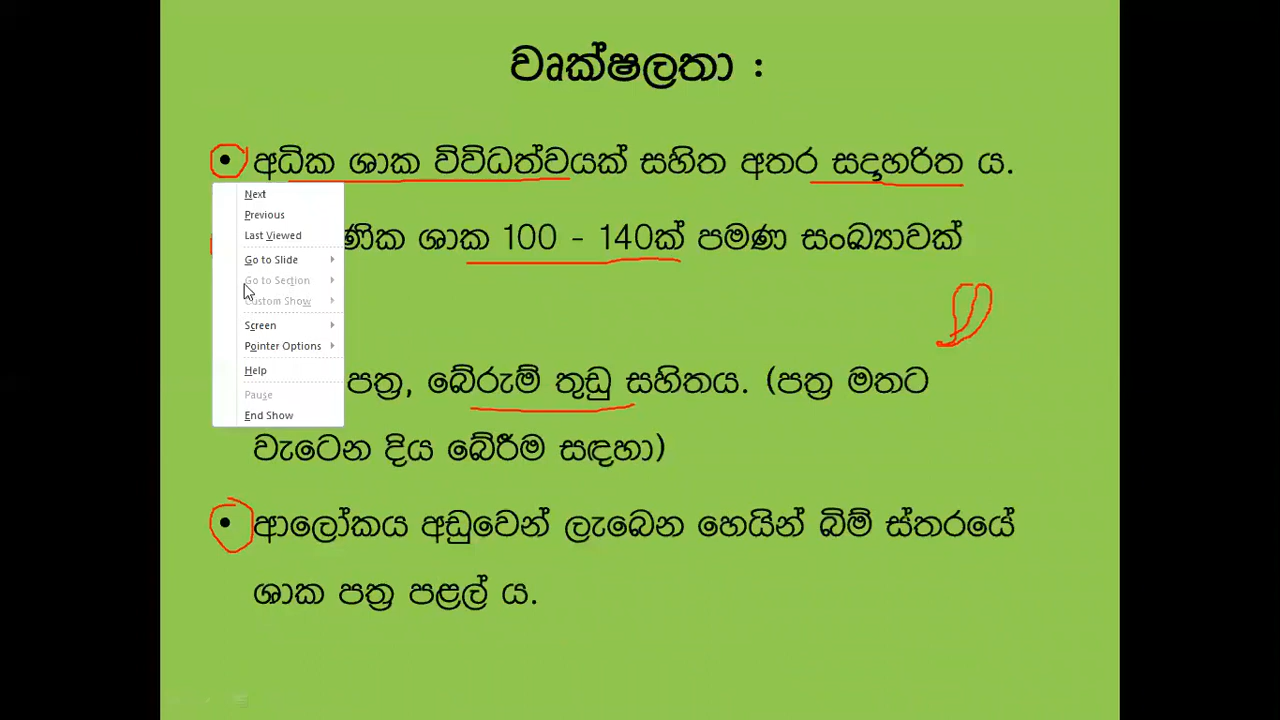 වෘක්ෂලතා :
• අධික ශාක විවිධත්වයක් සහිත අතර සදාහරිත ය.
ශාක 100 - 140ක් පමණ සංඛ්‍යාවක්
පත්‍ර, බේරුම් තුඩු සහිතය. (පත්‍ර මතට
වැටෙන දිය බේරීම සඳහා)
• ආලෝකය අඩුවෙන් ලැබෙන හෙයින් බිම් ස්තරයේ
ශාක පත්‍ර පළල් ය.
Next
Previous
Last Viewed
Go to Slide
Go to Section
Custom Show
Screen
Pointer Options
Help
Pause
End Show